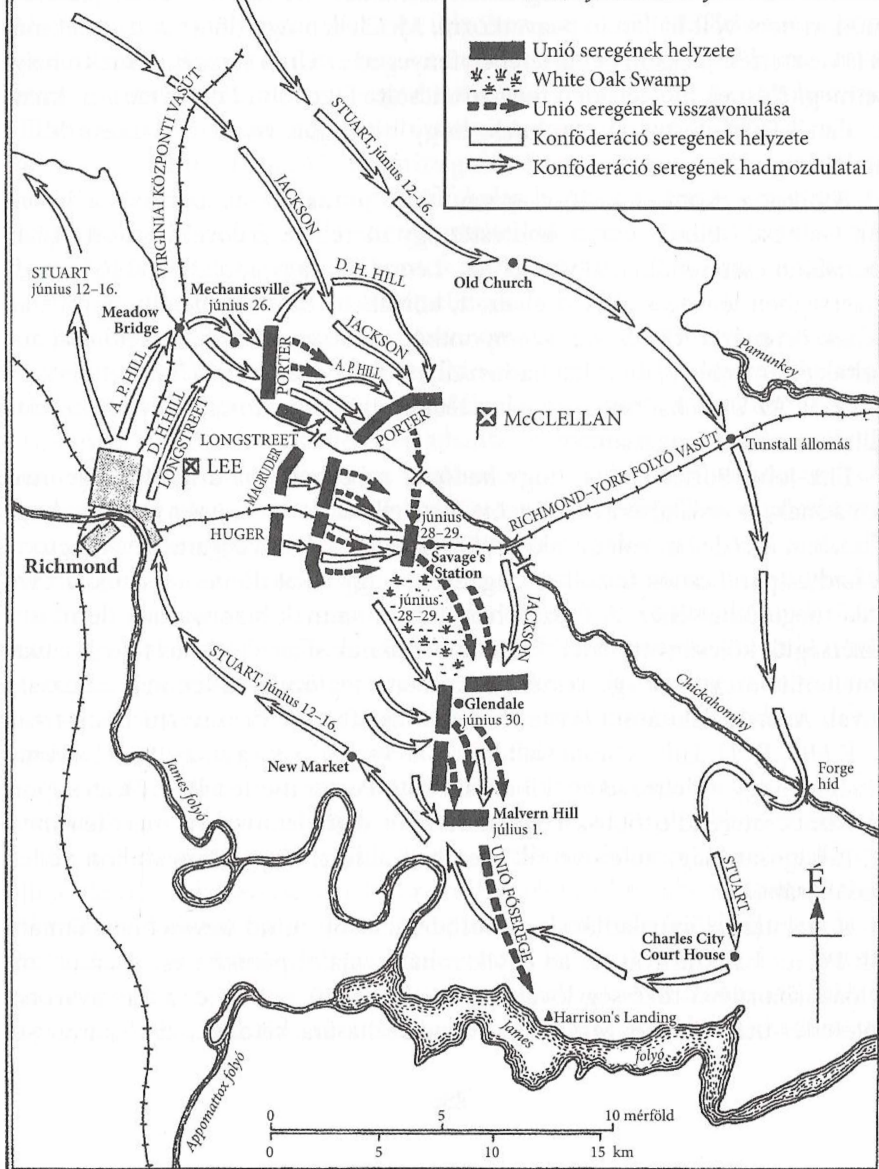 Unió seregének helyzete
White Oak Swamp
Unió seregének visszavonulása
Konföderáció seregének helyzete
Konföderáció seregének hadmozdulatai
VIRGINIAI KÖZPONTI VASÚT
STUART, június 12–16.
JACKSON
STUART
június 12–16.
Meadow
Bridge
Mechanicsville
június 26.
D. H. HILL
Old Church
JACKSON
A. P. HILL
PORTER
A. P. HILL
Pamunkey
D. H. HILL
LONGSTREET
LONGSTREET
PORTER
McCLELLAN
LEE
MAGRUDER
RICHMOND–YORK FOLYÓ VASÚT
Tunstall állomás
HUGER
június
28–29.
Savage's
Station
Richmond
június
28–29.
JACKSON
STUART, június 12–16.
Glendale
június 30.
Chickahominy
New Market
Forge
híd
James folyó
Malvern Hill
július 1.
UNIÓ FŐSEREGE
STUART
É
Charles City
Court House
Harrison's Landing
James
folyó
Appomattox folyó
0 5 10 mérföld
0 5 10 15 km